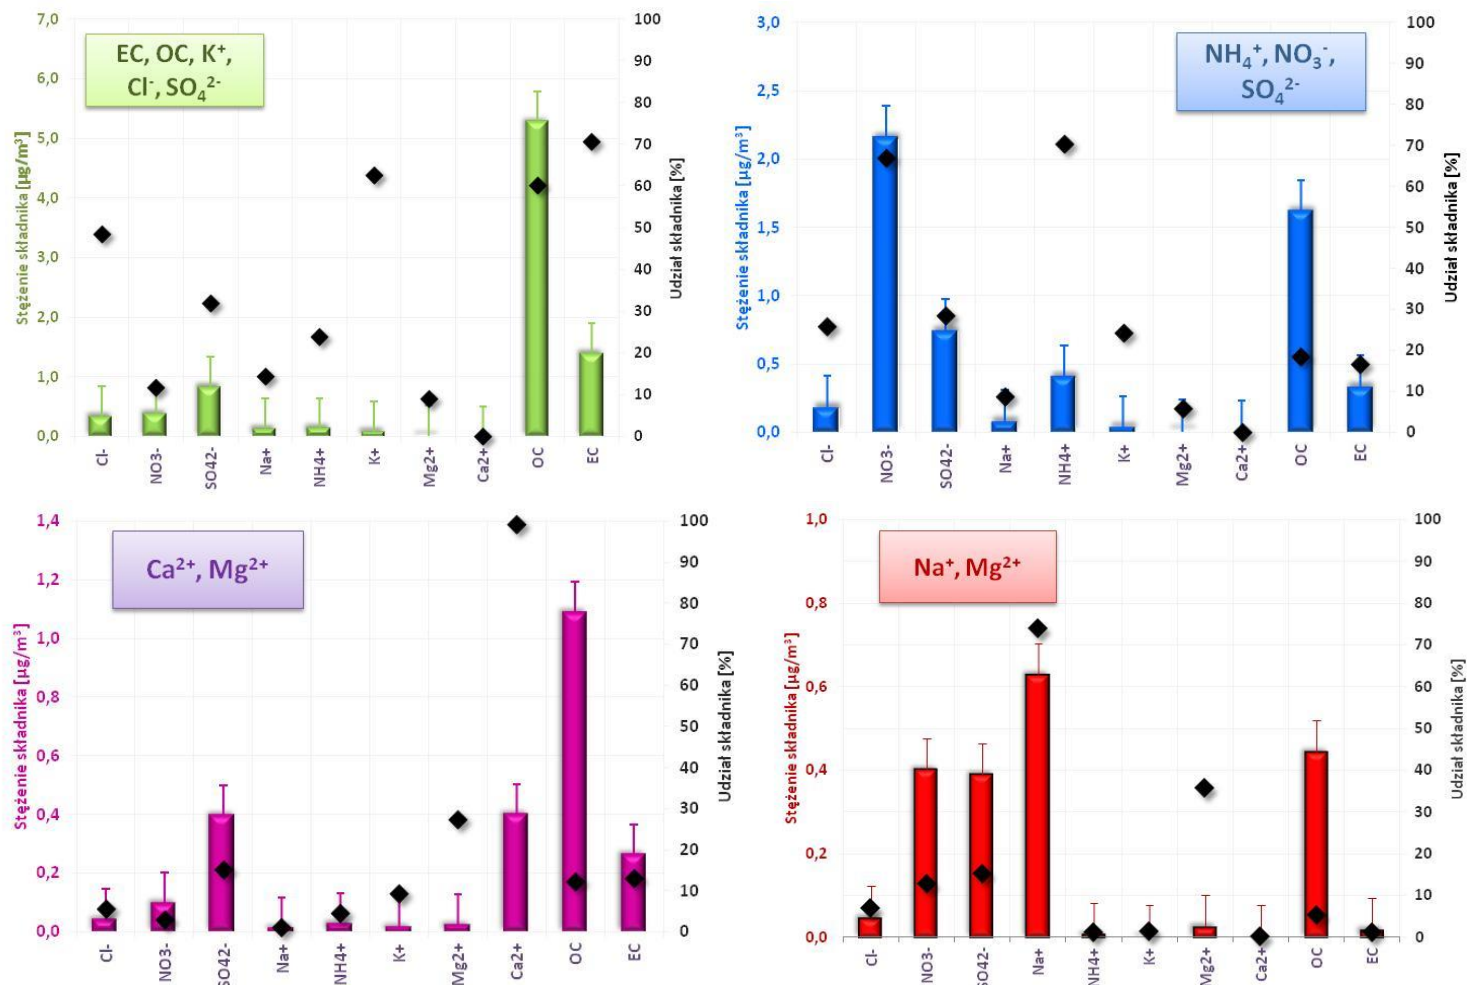 7,0
6,0
5,0
4,0
3,0
2,0
1,0
0,0
Stężenie składnika [µg/m³]
EC, OC, K⁺,
Cl⁻, SO₄²⁻
100
90
80
70
60
50
40
30
20
10
0
Udział składnika [%]
Cl-
NO3-
SO42-
Na+
NH4+
K+
Mg2+
Ca2+
OC
EC
3,0
2,5
2,0
1,5
1,0
0,5
0,0
Stężenie składnika [µg/m³]
NH₄⁺, NO₃⁻,
SO₄²⁻
100
90
80
70
60
50
40
30
20
10
0
Udział składnika [%]
Cl-
NO3-
SO42-
Na+
NH4+
K+
Mg2+
Ca2+
OC
EC
1,4
1,2
1,0
0,8
0,6
0,4
0,2
0,0
Stężenie składnika [µg/m³]
Ca²⁺, Mg²⁺
100
90
80
70
60
50
40
30
20
10
0
Udział składnika [%]
Cl-
NO3-
SO42-
Na+
NH4+
K+
Mg2+
Ca2+
OC
EC
1,0
0,8
0,6
0,4
0,2
0,0
Stężenie składnika [µg/m³]
Na⁺, Mg²⁺
100
90
80
70
60
50
40
30
20
10
0
Udział składnika [%]
Cl-
NO3-
SO42-
Na+
NH4+
K+
Mg2+
Ca2+
OC
EC